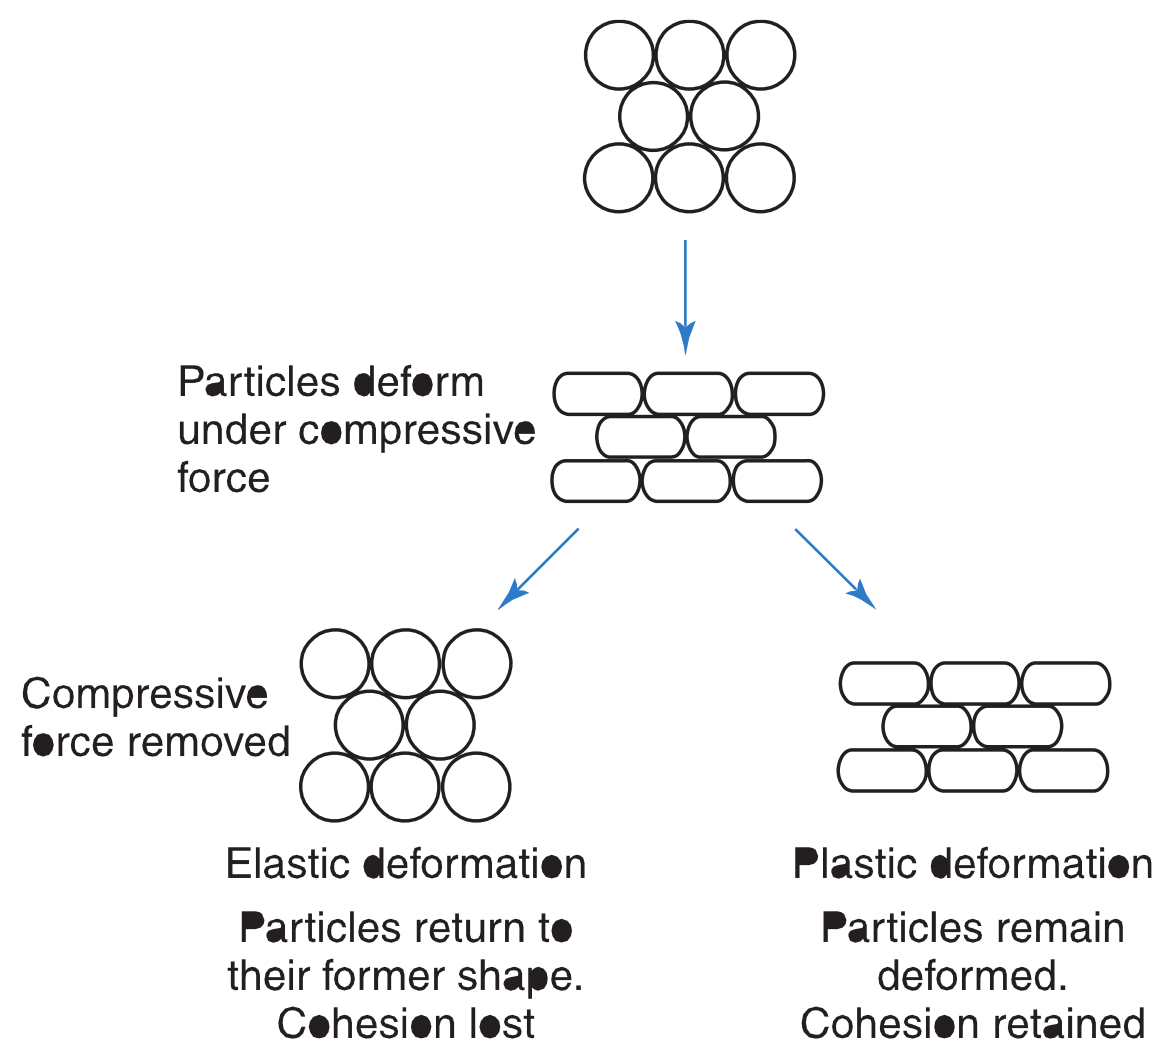 Particles deform
under compressive
force
Compressive
force removed
Elastic deformation
Particles return to
their former shape.
Cohesion lost
Plastic deformation
Particles remain
deformed.
Cohesion retained